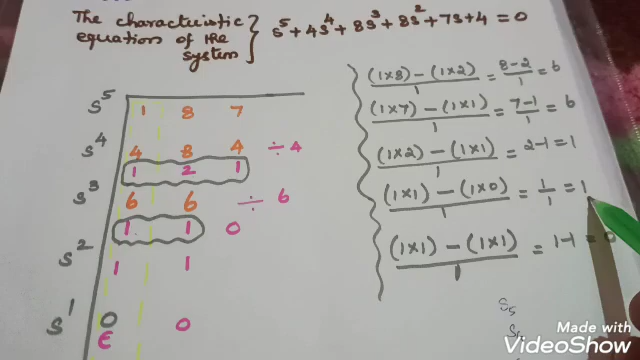 The characteristic
equation of the
system } s⁵ + 4s⁴ + 8s³ + 8s² + 7s + 4 = 0
s⁵ 1 8 7
s⁴ 4 8 4 ÷ 4
1 2 1
s³ 6 6 ÷ 6
1 1 0
s² 1 1
s¹ 0 0
ϵ
(1×8) − (1×2) / 1 = 8−2 / 1 = 6
(1×7) − (1×1) / 1 = 7−1 / 1 = 6
(1×2) − (1×1) / 1 = 2−1 = 1
(1×1) − (1×0) / 1 = 1 / 1 = 1
(1×1) − (1×1) / 1 = 1−1 = 0
Made with
VideoShow